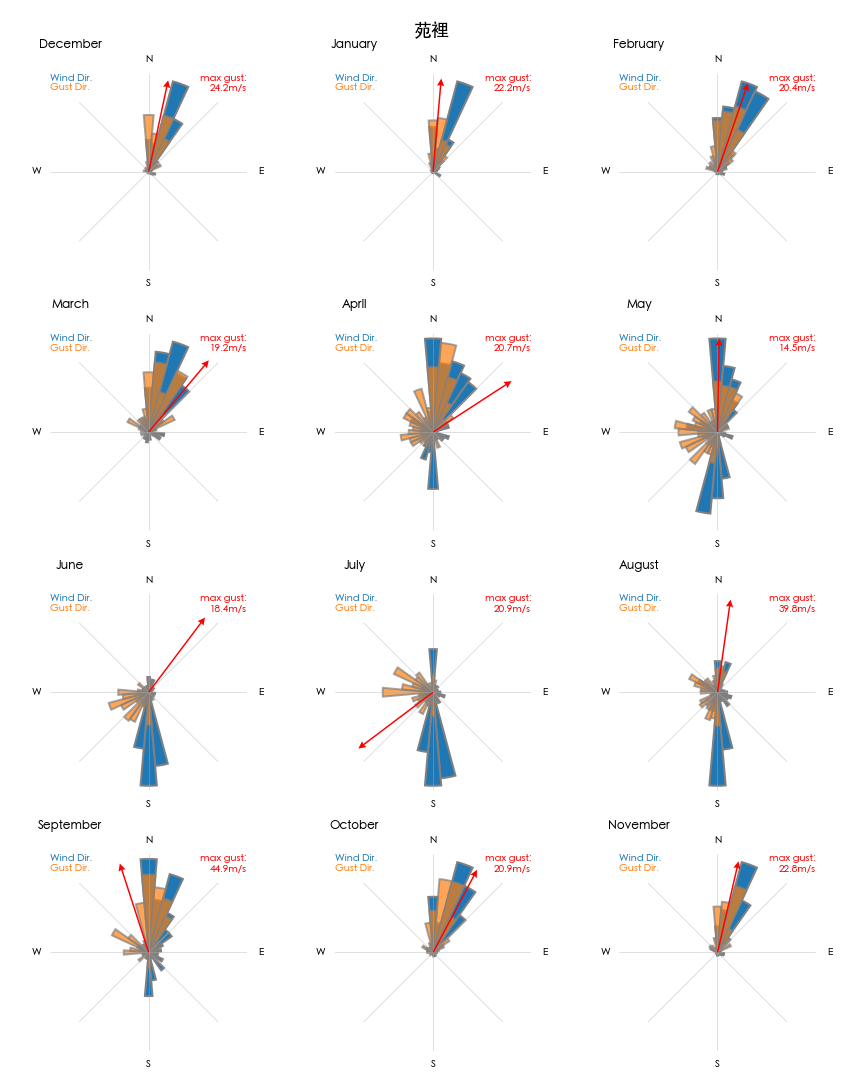 苑裡
December
N
Wind Dir.
Gust Dir.
max gust:
24.2m/s
W
E
S
January
N
Wind Dir.
Gust Dir.
max gust:
22.2m/s
W
E
S
February
N
Wind Dir.
Gust Dir.
max gust:
20.4m/s
W
E
S
March
N
Wind Dir.
Gust Dir.
max gust:
19.2m/s
W
E
S
April
N
Wind Dir.
Gust Dir.
max gust:
20.7m/s
W
E
S
May
N
Wind Dir.
Gust Dir.
max gust:
14.5m/s
W
E
S
June
N
Wind Dir.
Gust Dir.
max gust:
18.4m/s
W
E
S
July
N
Wind Dir.
Gust Dir.
max gust:
20.9m/s
W
E
S
August
N
Wind Dir.
Gust Dir.
max gust:
39.8m/s
W
E
S
September
N
Wind Dir.
Gust Dir.
max gust:
44.9m/s
W
E
S
October
N
Wind Dir.
Gust Dir.
max gust:
20.9m/s
W
E
S
November
N
Wind Dir.
Gust Dir.
max gust:
22.8m/s
W
E
S